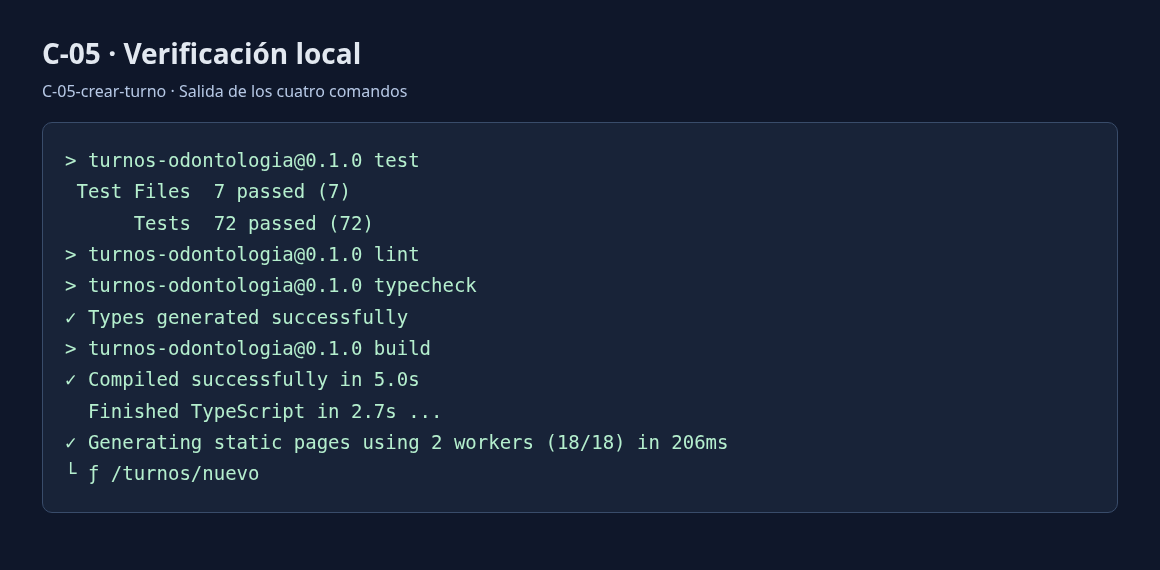 C-05 · Verificación local
C-05-crear-turno · Salida de los cuatro comandos
> turnos-odontologia@0.1.0 test
Test Files  7 passed (7)
Tests  72 passed (72)
> turnos-odontologia@0.1.0 lint
> turnos-odontologia@0.1.0 typecheck
✓ Types generated successfully
> turnos-odontologia@0.1.0 build
✓ Compiled successfully in 5.0s
Finished TypeScript in 2.7s ...
✓ Generating static pages using 2 workers (18/18) in 206ms
└ ƒ /turnos/nuevo